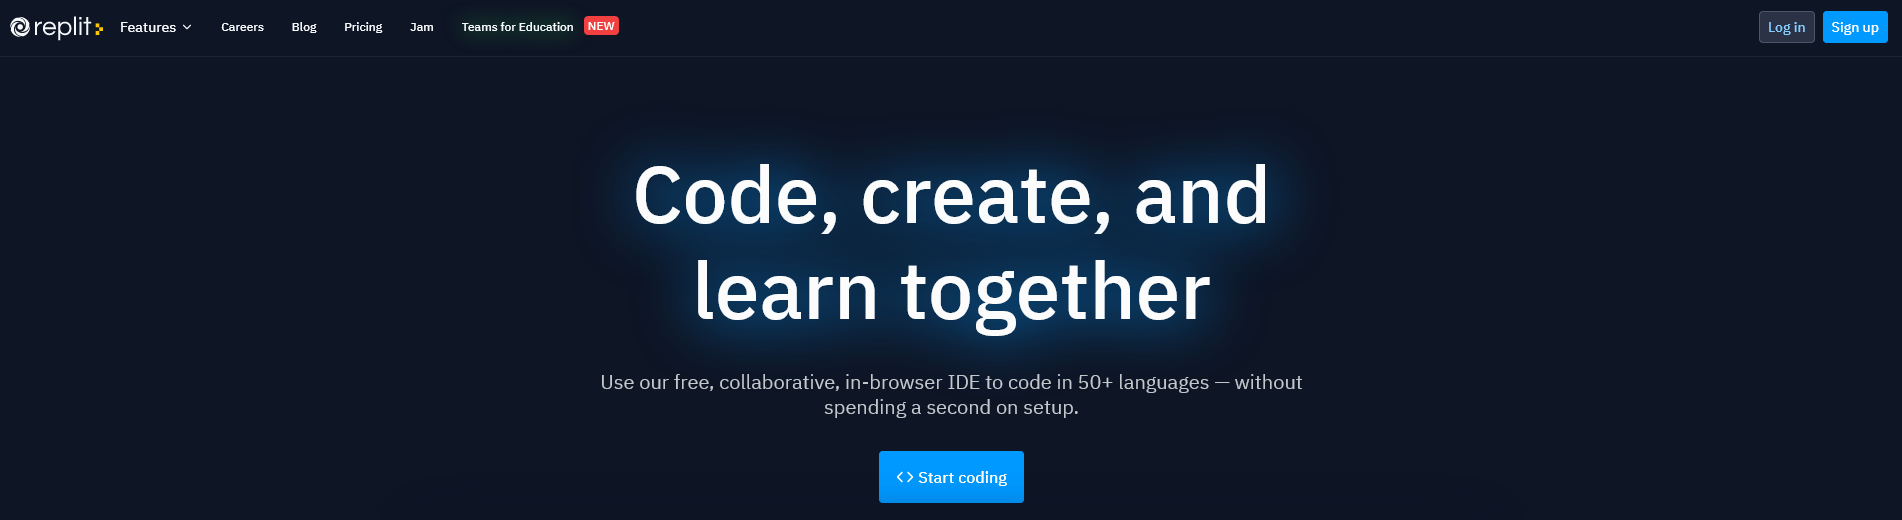 replit Features Careers Blog Pricing Jam Teams for Education NEW Log in Sign up
Code, create, and
learn together
Use our free, collaborative, in-browser IDE to code in 50+ languages — without
spending a second on setup.
<> Start coding